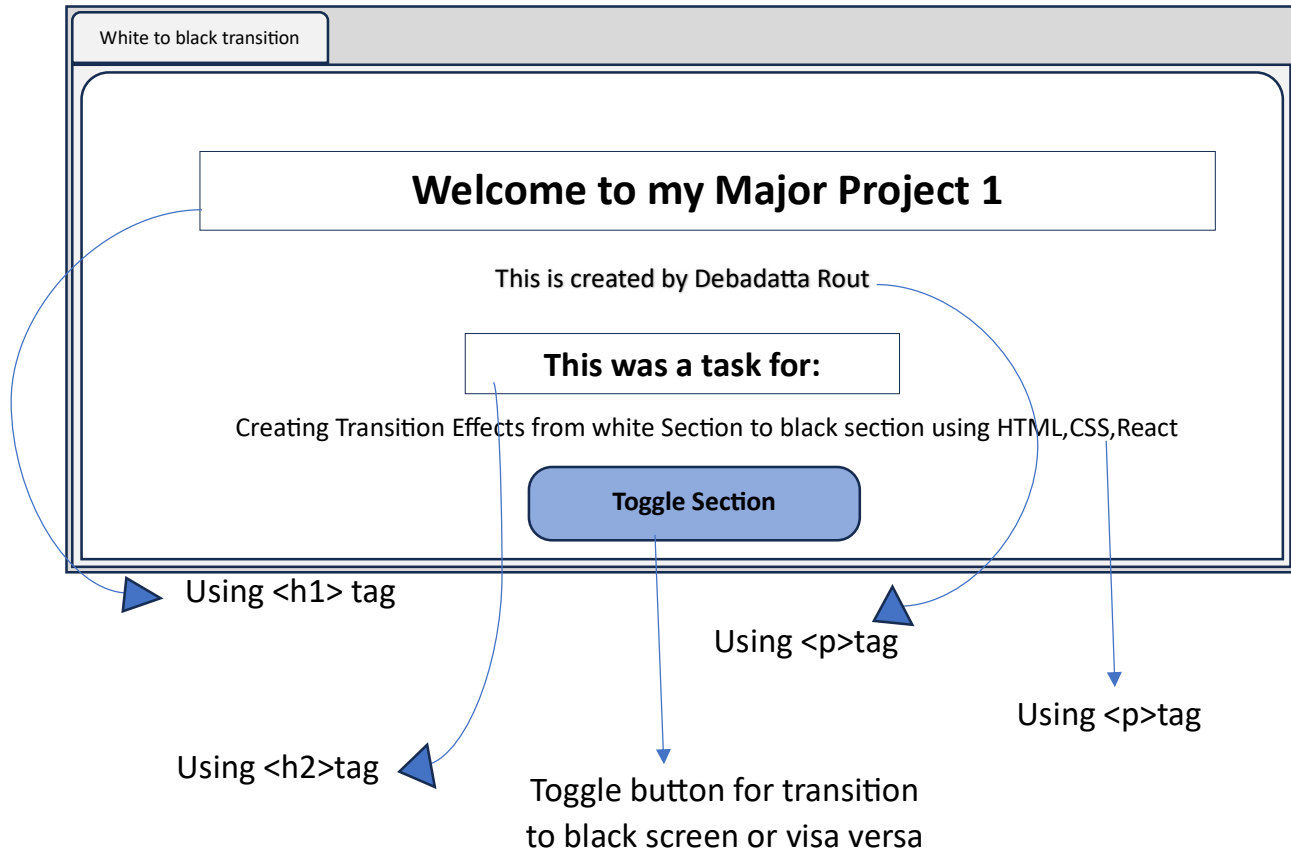 White to black transition
Welcome to my Major Project 1
This is created by Debadatta Rout
This was a task for:
Creating Transition Effects from white Section to black section using HTML,CSS,React
Toggle Section
Using <h1> tag
Using <p>tag
Using <p>tag
Using <h2>tag
Toggle button for transition
to black screen or visa versa